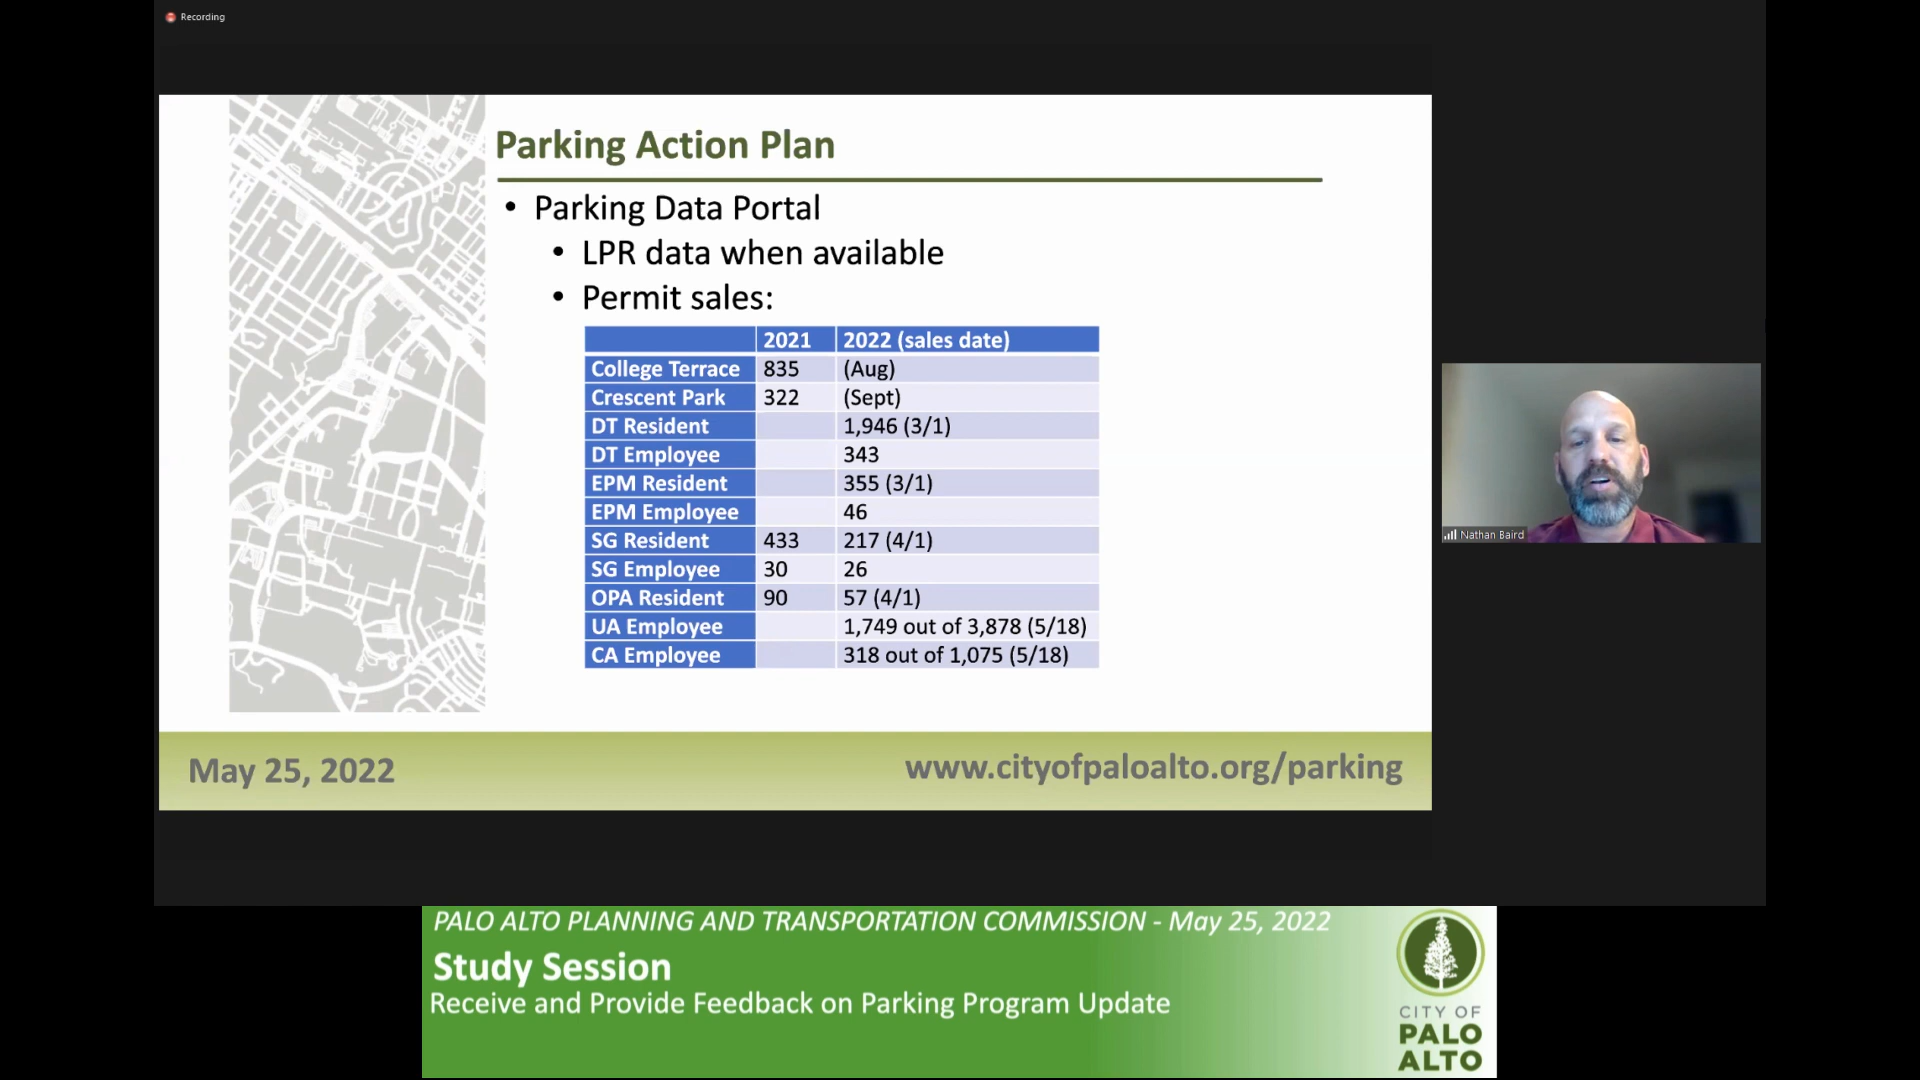 Recording
Parking Action Plan
• Parking Data Portal
• LPR data when available
• Permit sales:
2021 2022 (sales date)
College Terrace 835 (Aug)
Crescent Park 322 (Sept)
DT Resident 1,946 (3/1)
DT Employee 343
EPM Resident 355 (3/1)
EPM Employee 46
SG Resident 433 217 (4/1)
SG Employee 30 26
OPA Resident 90 57 (4/1)
UA Employee 1,749 out of 3,878 (5/18)
CA Employee 318 out of 1,075 (5/18)
May 25, 2022 www.cityofpaloalto.org/parking
Nathan Baird
PALO ALTO PLANNING AND TRANSPORTATION COMMISSION - May 25, 2022
Study Session
Receive and Provide Feedback on Parking Program Update
CITY OF
PALO
ALTO